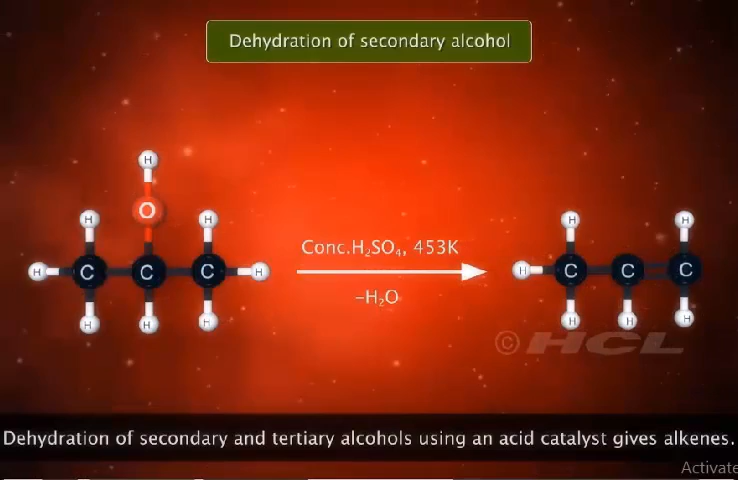 Dehydration of secondary alcohol
H
O
H H
H C C C H
H H H
Conc.H₂SO₄, 453K
–H₂O
H H
H C C C
H H H
© HCL
Dehydration of secondary and tertiary alcohols using an acid catalyst gives alkenes.
Activate